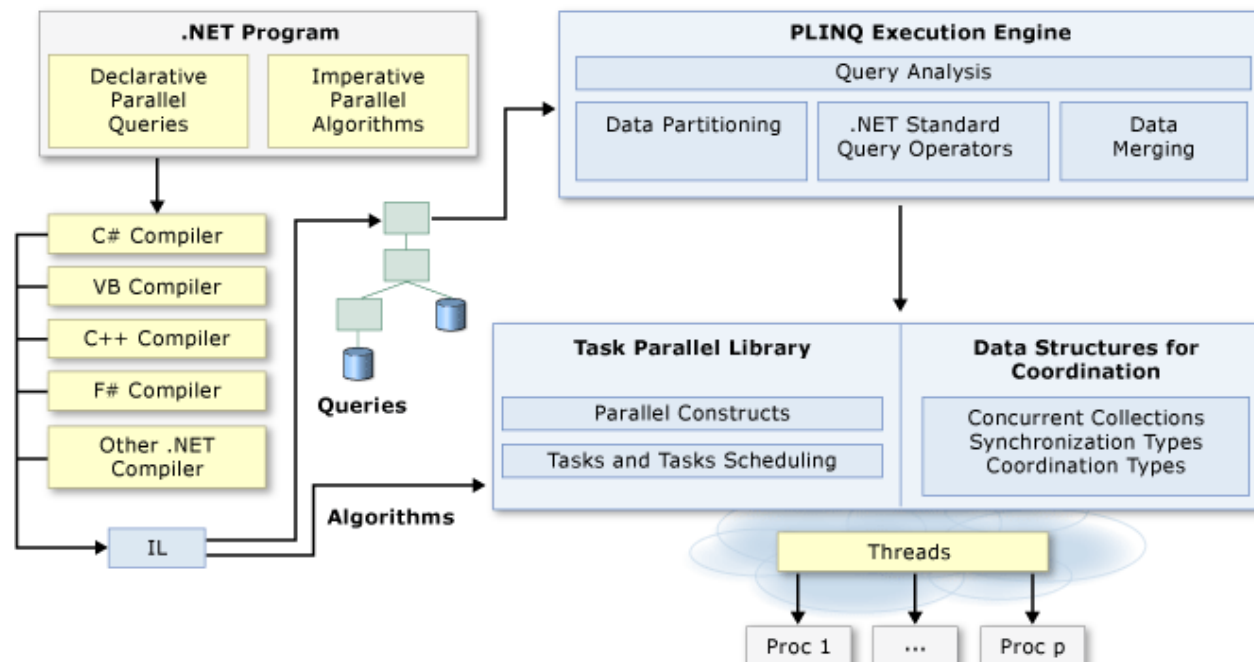 .NET Program
Declarative
Parallel
Queries
Imperative
Parallel
Algorithms
PLINQ Execution Engine
Query Analysis
Data Partitioning
.NET Standard
Query Operators
Data
Merging
C# Compiler
VB Compiler
C++ Compiler
F# Compiler
Other .NET
Compiler
IL
Queries
Algorithms
Task Parallel Library
Parallel Constructs
Tasks and Tasks Scheduling
Data Structures for
Coordination
Concurrent Collections
Synchronization Types
Coordination Types
Threads
Proc 1
...
Proc p